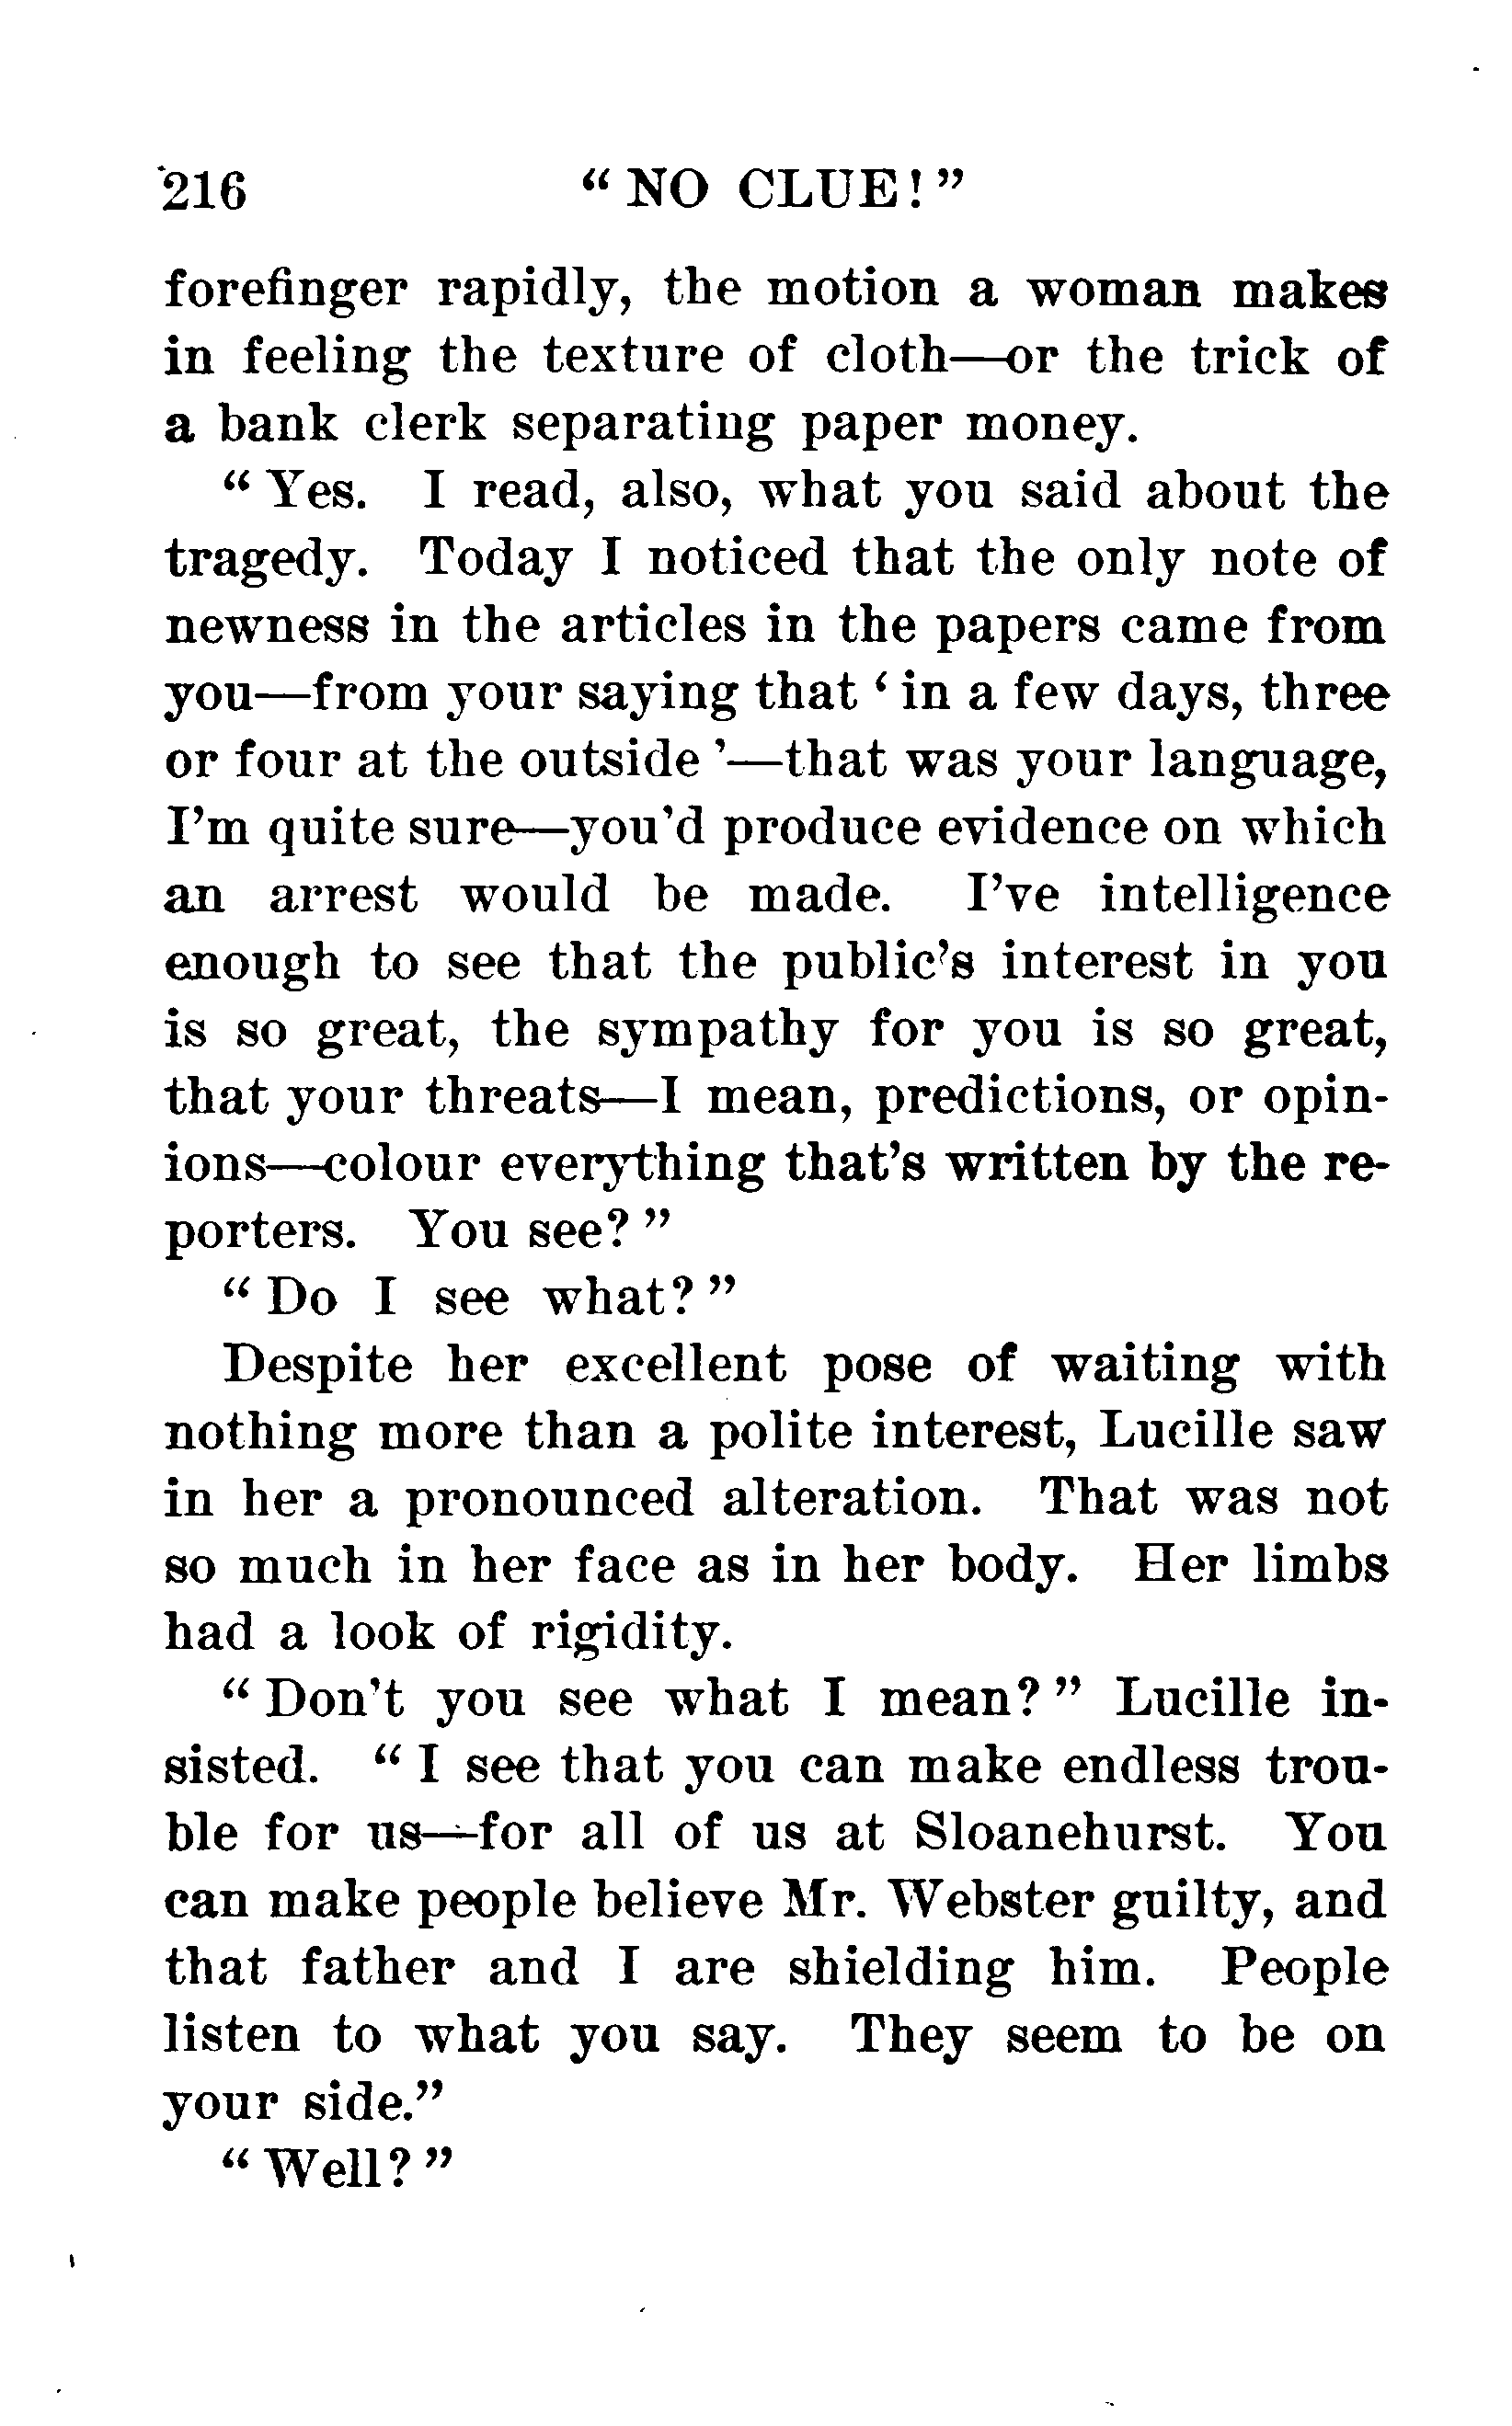 216 “ NO CLUE! ”
forefinger rapidly, the motion a woman makes
in feeling the texture of cloth—or the trick of
a bank clerk separating paper money.
“ Yes. I read, also, what you said about the
tragedy. Today I noticed that the only note of
newness in the articles in the papers came from
you—from your saying that ‘ in a few days, three
or four at the outside ’—that was your language,
I’m quite sure—you’d produce evidence on which
an arrest would be made. I’ve intelligence
enough to see that the public’s interest in you
is so great, the sympathy for you is so great,
that your threats—I mean, predictions, or opin-
ions—colour everything that’s written by the re-
porters. You see? ”
“ Do I see what? ”
Despite her excellent pose of waiting with
nothing more than a polite interest, Lucille saw
in her a pronounced alteration. That was not
so much in her face as in her body. Her limbs
had a look of rigidity.
“ Don’t you see what I mean? ” Lucille in-
sisted. “ I see that you can make endless trou-
ble for us—for all of us at Sloanehurst. You
can make people believe Mr. Webster guilty, and
that father and I are shielding him. People
listen to what you say. They seem to be on
your side.”
“ Well? ”